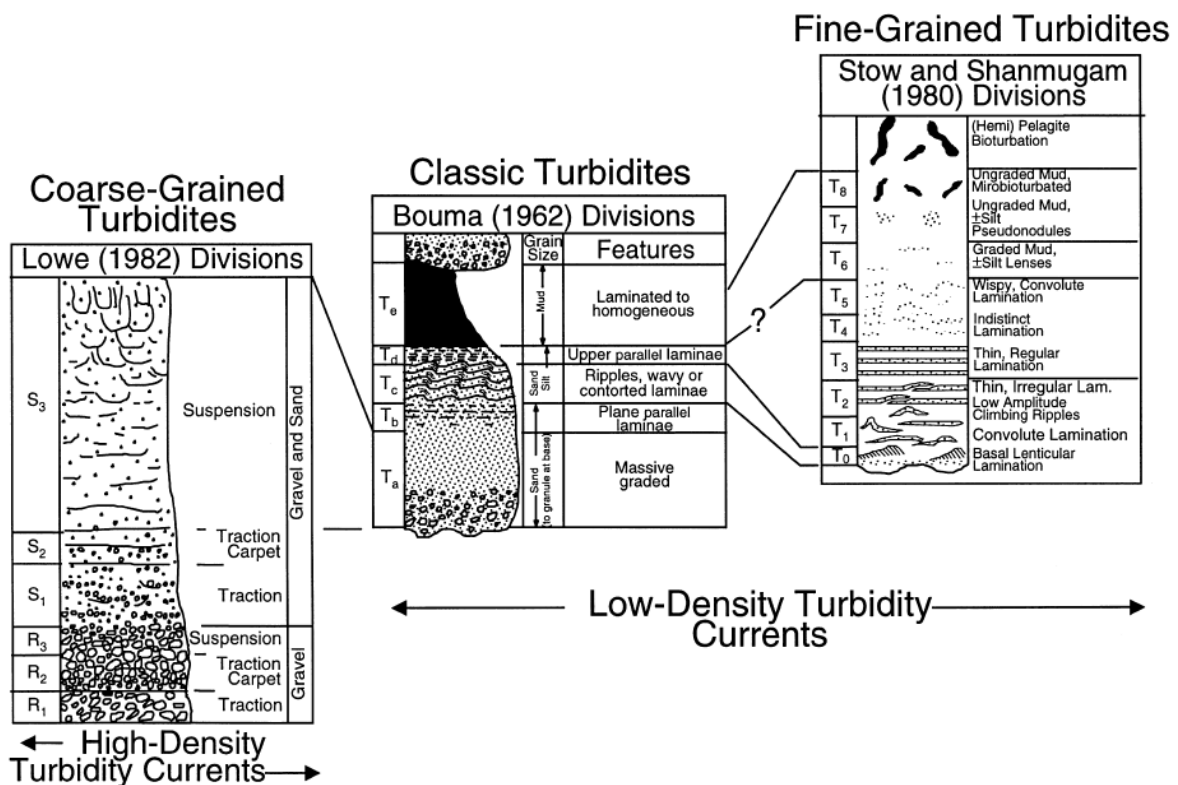 Coarse-Grained
Turbidites
Lowe (1982) Divisions
S3
S2
S1
R3
R2
R1
Suspension
Traction
Carpet
Traction
Suspension
Traction
Carpet
Traction
Gravel and Sand
Gravel
High-Density
Turbidity Currents
Classic Turbidites
Bouma (1962) Divisions
Grain
Size
Features
Te
Td
Tc
Tb
Ta
Mud
Sand
Silt
Sand
(to granule at base)
Laminated to
homogeneous
Upper parallel laminae
Ripples, wavy or
contorted laminae
Plane parallel
laminae
Massive
graded
?
Low-Density Turbidity
Currents
Fine-Grained Turbidites
Stow and Shanmugam
(1980) Divisions
T8
T7
T6
T5
T4
T3
T2
T1
T0
(Hemi) Pelagite
Bioturbation
Ungraded Mud,
Mirobioturbated
Ungraded Mud,
±Silt
Pseudonodules
Graded Mud,
±Silt Lenses
Wispy, Convolute
Lamination
Indistinct
Lamination
Thin, Regular
Lamination
Thin, Irregular Lam.
Low Amplitude
Climbing Ripples
Convolute Lamination
Basal Lenticular
Lamination